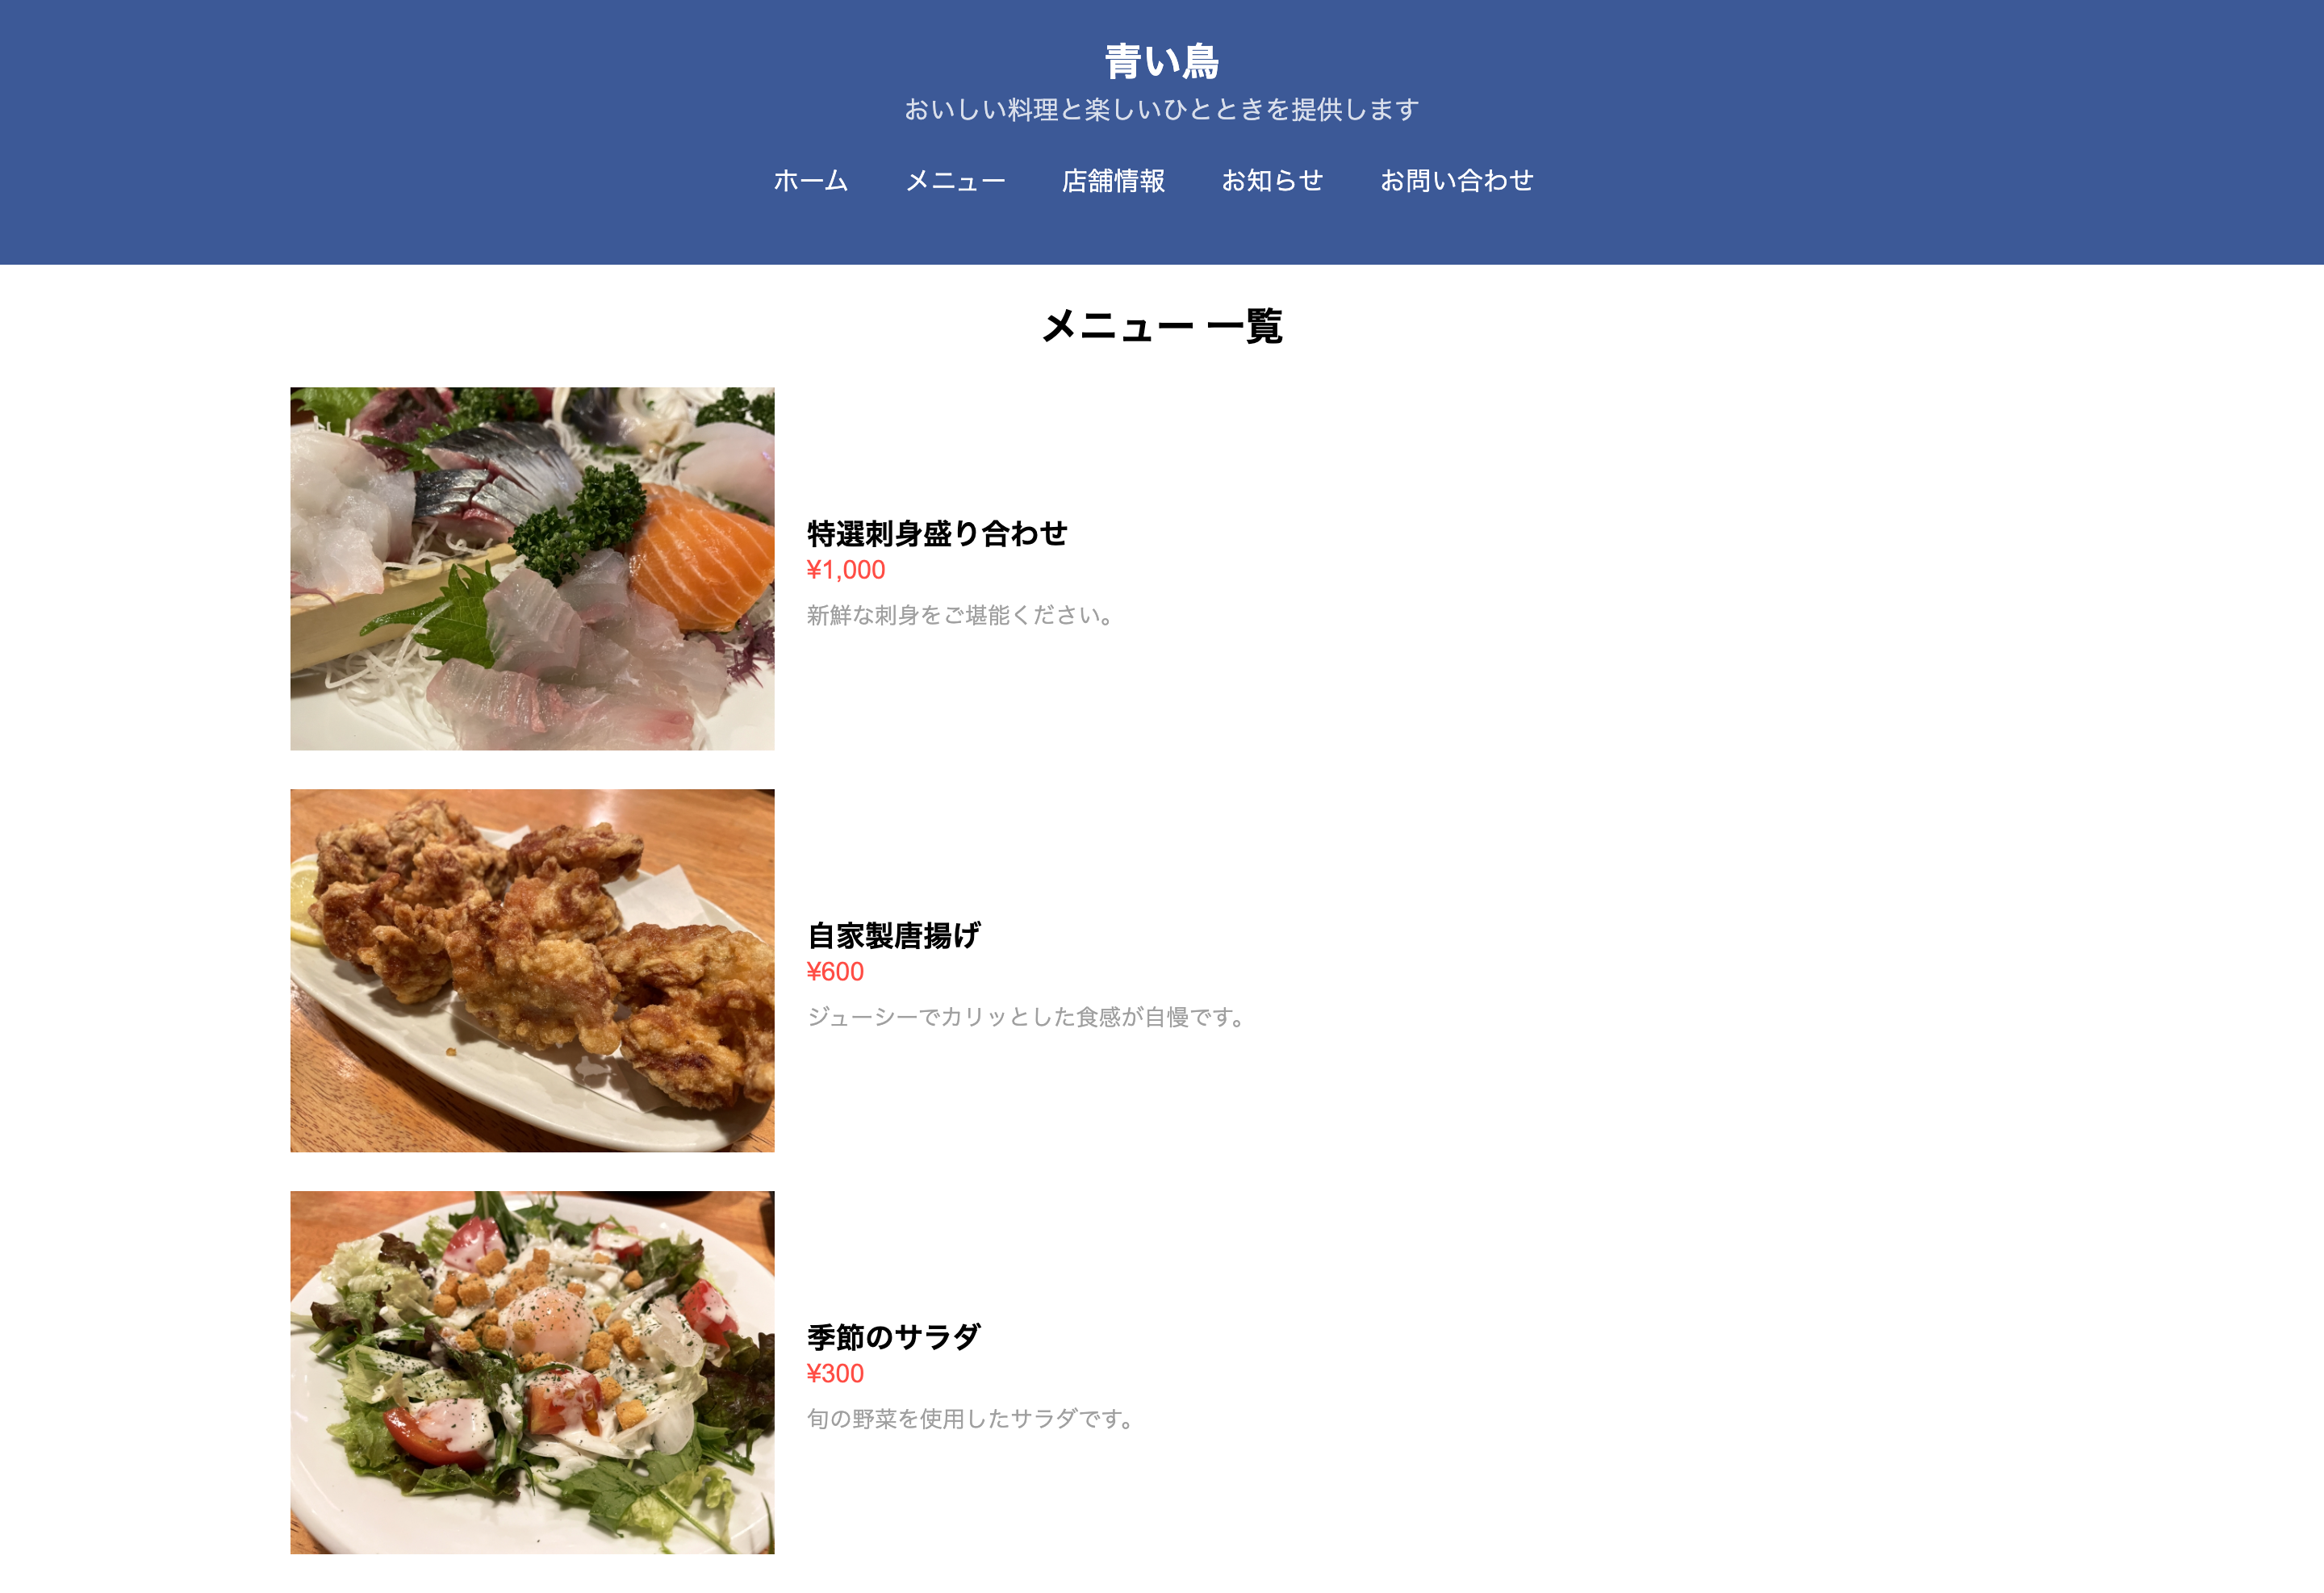 青い鳥
おいしい料理と楽しいひとときを提供します
ホーム メニュー 店舗情報 お知らせ お問い合わせ
メニュー 一覧
特選刺身盛り合わせ
¥1,000
新鮮な刺身をご堪能ください。
自家製唐揚げ
¥600
ジューシーでカリッとした食感が自慢です。
季節のサラダ
¥300
旬の野菜を使用したサラダです。